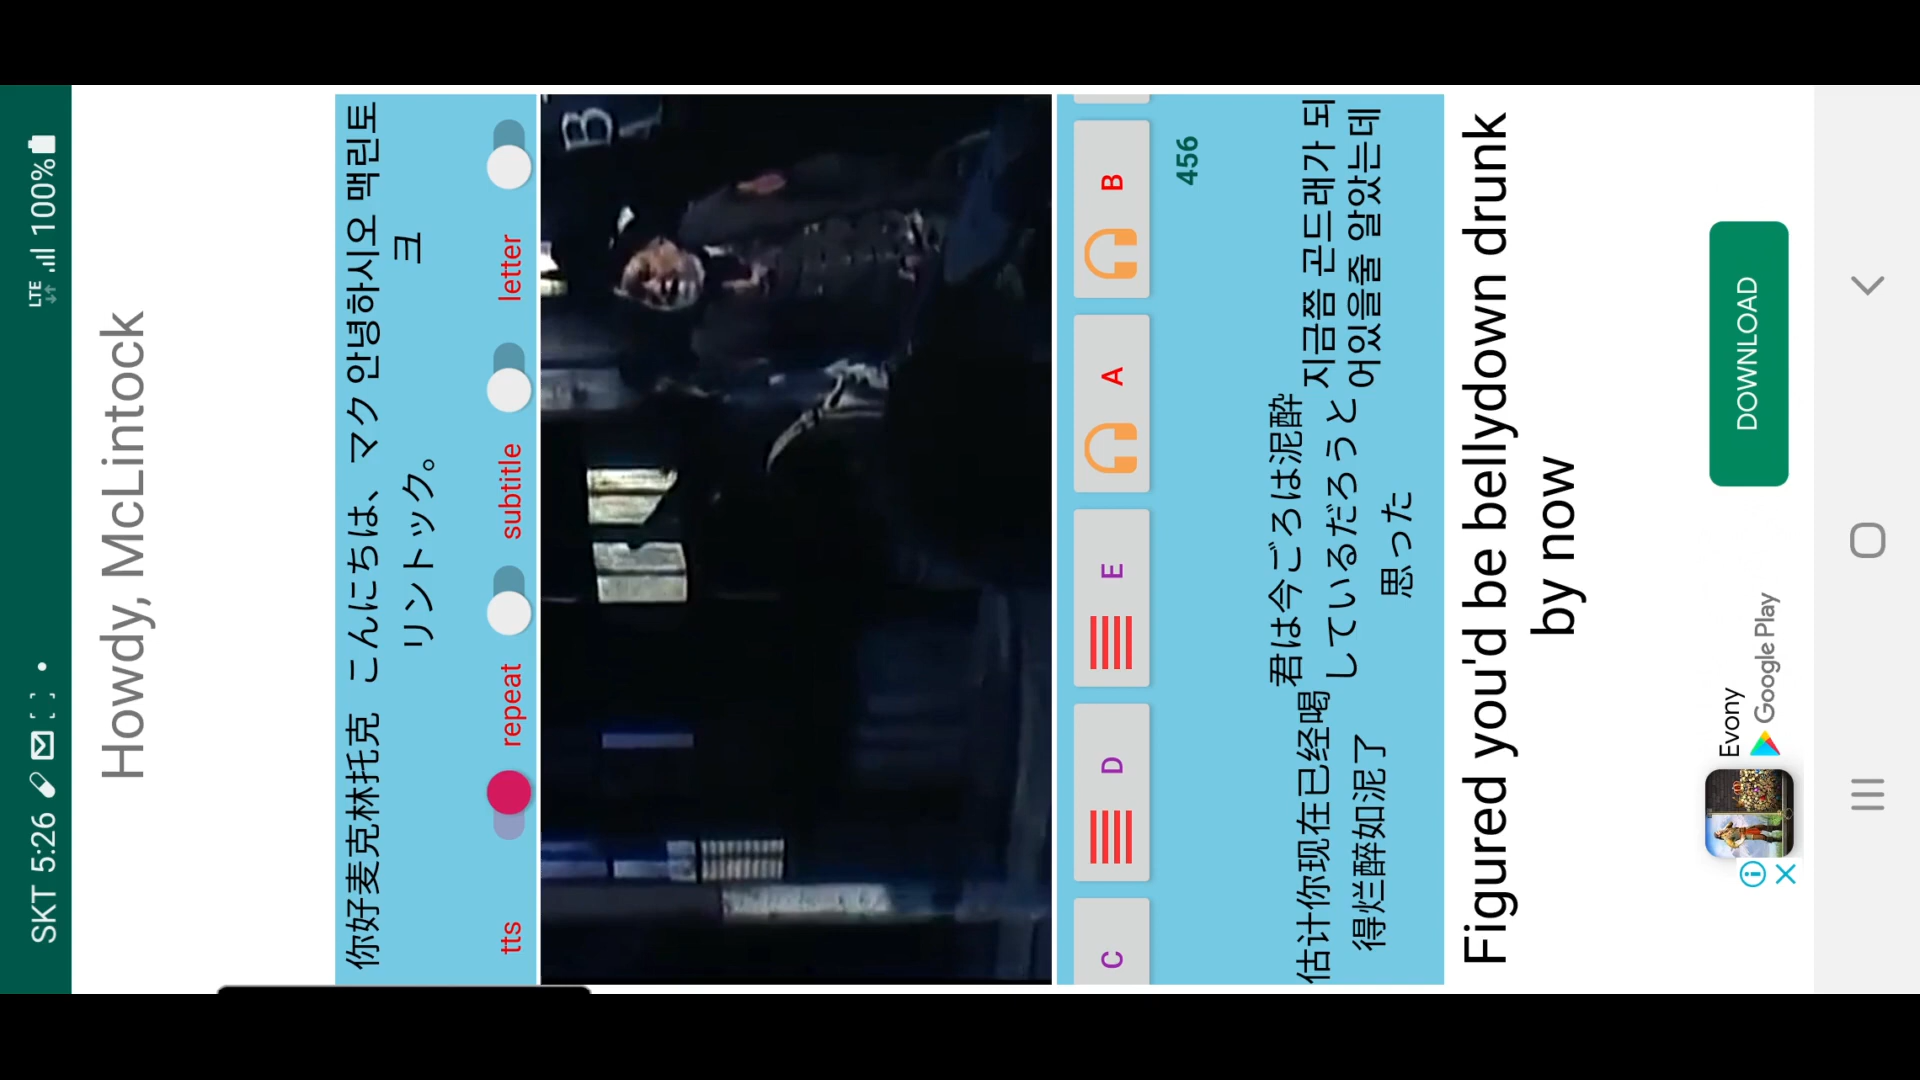 SKT 5:26
LTE
100%
Howdy, McLintock
你好麦克林托克
こんにちは、マク
リントック。
안녕하시오 맥린토
크
tts
repeat
subtitle
letter
B
C
D
E
A
B
456
估计你现在已经喝
得烂醉如泥了
君は今ごろは泥酔
しているだろうと
思った
지금쯤 곤드래가 되
어있을줄 알았는데
Figured you'd be bellydown drunk
by now
Evony
Google Play
DOWNLOAD